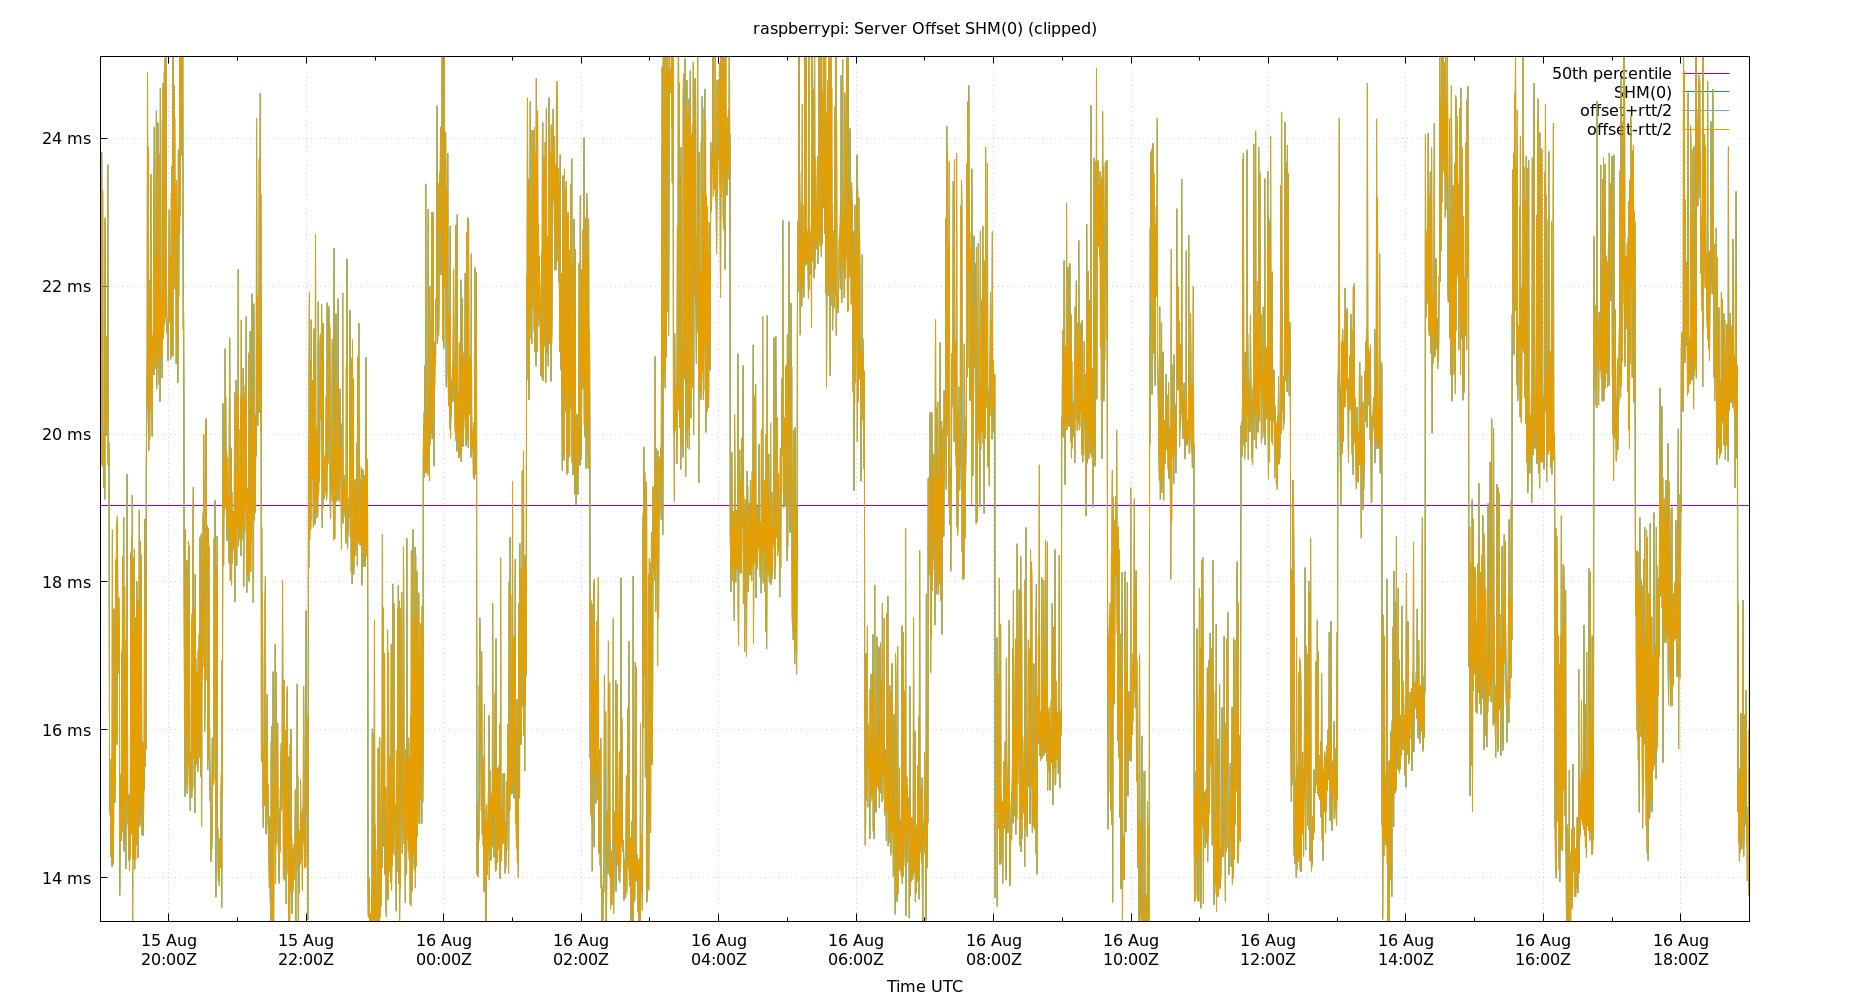 raspberrypi: Server Offset SHM(0) (clipped)
50th percentile
SHM(0)
offset+rtt/2
offset-rtt/2
24 ms
22 ms
20 ms
18 ms
16 ms
14 ms
15 Aug 15 Aug 16 Aug 16 Aug 16 Aug 16 Aug 16 Aug 16 Aug 16 Aug 16 Aug 16 Aug 16 Aug
20:00Z 22:00Z 00:00Z 02:00Z 04:00Z 06:00Z 08:00Z 10:00Z 12:00Z 14:00Z 16:00Z 18:00Z
Time UTC